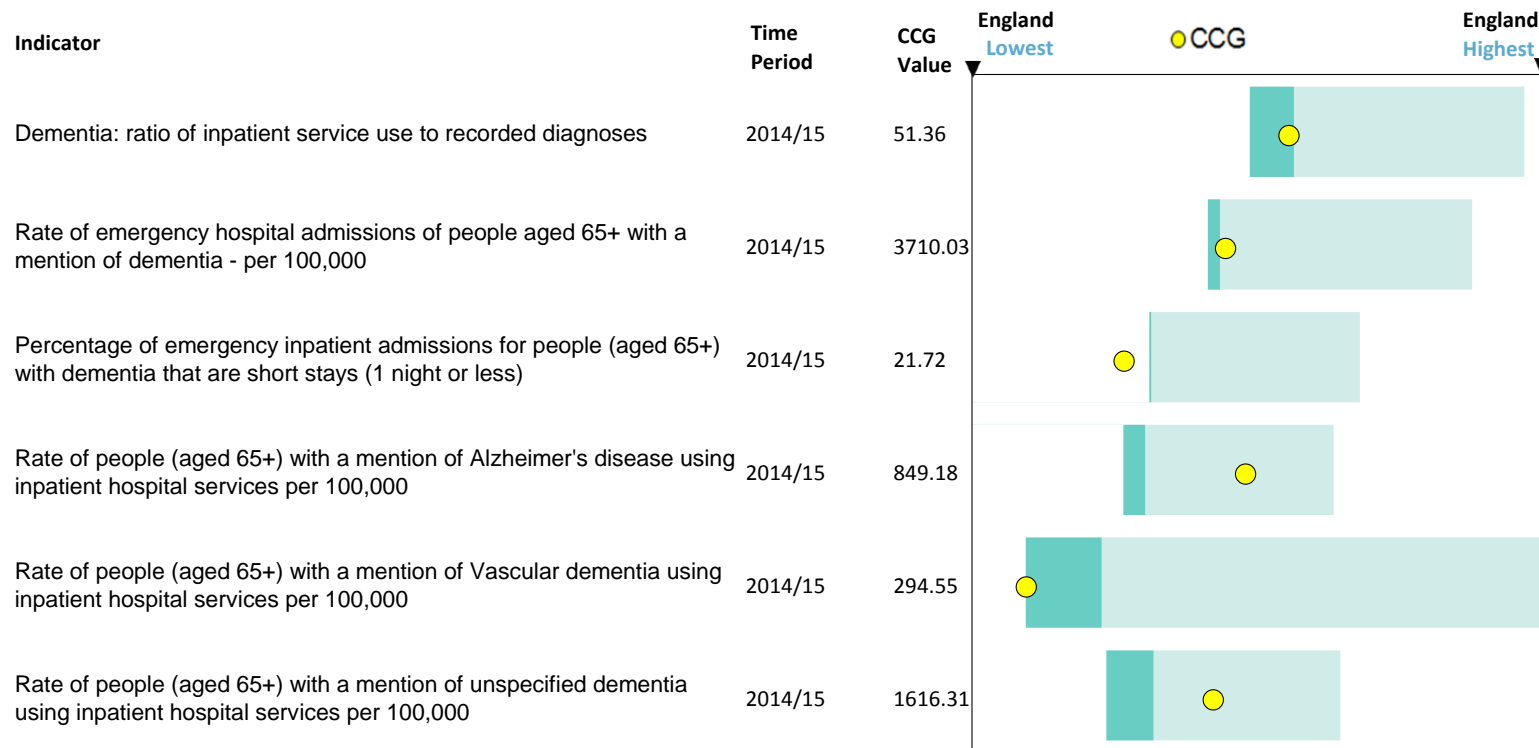 Indicator
Time
Period
CCG
Value
England
Lowest
CCG
England
Highest
Dementia: ratio of inpatient service use to recorded diagnoses
2014/15
51.36
Rate of emergency hospital admissions of people aged 65+ with a
mention of dementia - per 100,000
2014/15
3710.03
Percentage of emergency inpatient admissions for people (aged 65+)
with dementia that are short stays (1 night or less)
2014/15
21.72
Rate of people (aged 65+) with a mention of Alzheimer's disease using
inpatient hospital services per 100,000
2014/15
849.18
Rate of people (aged 65+) with a mention of Vascular dementia using
inpatient hospital services per 100,000
2014/15
294.55
Rate of people (aged 65+) with a mention of unspecified dementia
using inpatient hospital services per 100,000
2014/15
1616.31